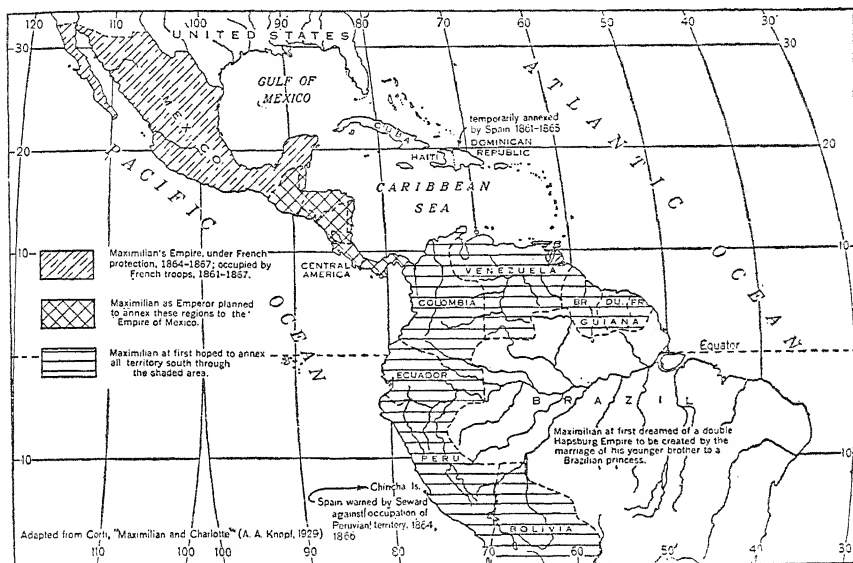 120 110 100 90 80 70 60 50 40 30
UNITED STATES
30 30
GULF OF
MEXICO
ATLANTIC OCEAN
MEXICO
CUBA
temporarily annexed
by Spain 1861-1865
DOMINICAN
REPUBLIC
HAITI
20 20
PACIFIC OCEAN
CARIBBEAN
SEA
10 10
Maximilian's Empire, under French
protection, 1864-1867; occupied by
French troops, 1861-1867.
CENTRAL
AMERICA
VENEZUELA
COLOMBIA
BR. DU. FR.
GUIANA
Maximilian as Emperor planned
to annex these regions to the
Empire of Mexico.
Equator
Maximilian at first hoped to annex
all territory south through
the shaded area.
ECUADOR
BRAZIL
Maximilian at first dreamed of a double
Hapsburg Empire to be created by the
marriage of his younger brother to a
Brazilian princess.
PERU
10 10
Chincha Is.
Spain warned by Seward
against occupation of
Peruvian territory, 1864,
1866
BOLIVIA
Adapted from Corti, "Maximilian and Charlotte" (A. A. Knopf, 1929)
110 100 100 90 80 70 60 50 40 30